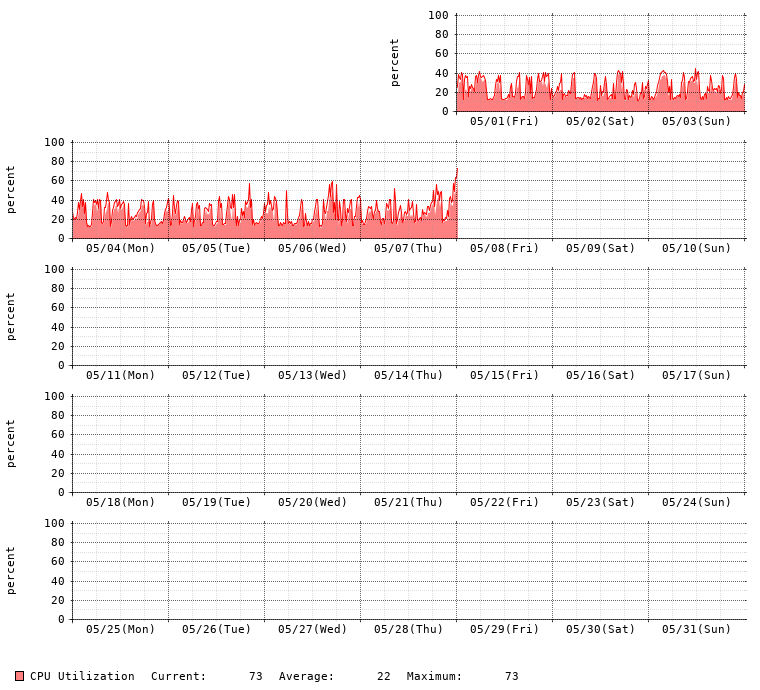 100
80
60
40
20
0
percent
05/01(Fri) 05/02(Sat) 05/03(Sun)
100
80
60
40
20
0
percent
05/04(Mon) 05/05(Tue) 05/06(Wed) 05/07(Thu) 05/08(Fri) 05/09(Sat) 05/10(Sun)
100
80
60
40
20
0
percent
05/11(Mon) 05/12(Tue) 05/13(Wed) 05/14(Thu) 05/15(Fri) 05/16(Sat) 05/17(Sun)
100
80
60
40
20
0
percent
05/18(Mon) 05/19(Tue) 05/20(Wed) 05/21(Thu) 05/22(Fri) 05/23(Sat) 05/24(Sun)
100
80
60
40
20
0
percent
05/25(Mon) 05/26(Tue) 05/27(Wed) 05/28(Thu) 05/29(Fri) 05/30(Sat) 05/31(Sun)
CPU Utilization Current: 73 Average: 22 Maximum: 73